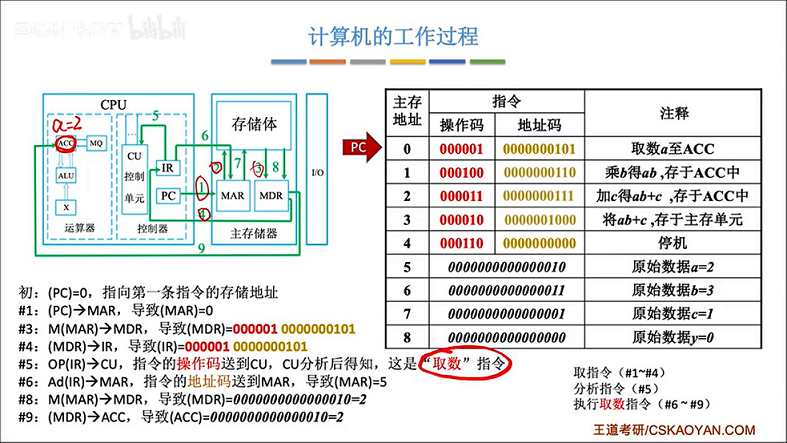 bilibili
计算机的工作过程
CPU
a=2
ACC
MQ
ALU
X
运算器
CU
控制
单元
IR
PC
控制器
5
6
1
4
9
存储体
2
7
3
8
MAR
MDR
主存储器
I/O
PC
主存地址 指令 注释
操作码 地址码
0 000001 0000000101 取数a至ACC
1 000100 0000000110 乘b得ab ,存于ACC中
2 000011 0000000111 加c得ab+c ,存于ACC中
3 000010 0000001000 将ab+c ,存于主存单元
4 000110 0000000000 停机
5 0000000000000010 原始数据a=2
6 0000000000000011 原始数据b=3
7 0000000000000001 原始数据c=1
8 0000000000000000 原始数据y=0
初：(PC)=0，指向第一条指令的存储地址
#1：(PC)→MAR，导致(MAR)=0
#3：M(MAR)→MDR，导致(MDR)=000001 0000000101
#4：(MDR)→IR，导致(IR)=000001 0000000101
#5：OP(IR)→CU，指令的操作码送到CU，CU分析后得知，这是“取数”指令
#6：Ad(IR)→MAR，指令的地址码送到MAR，导致(MAR)=5
#8：M(MAR)→MDR，导致(MDR)=0000000000000010=2
#9：(MDR)→ACC，导致(ACC)=0000000000000010=2
取指令（#1~#4）
分析指令（#5）
执行取数指令（#6 ~ #9）
王道考研/CSKAOYAN.COM